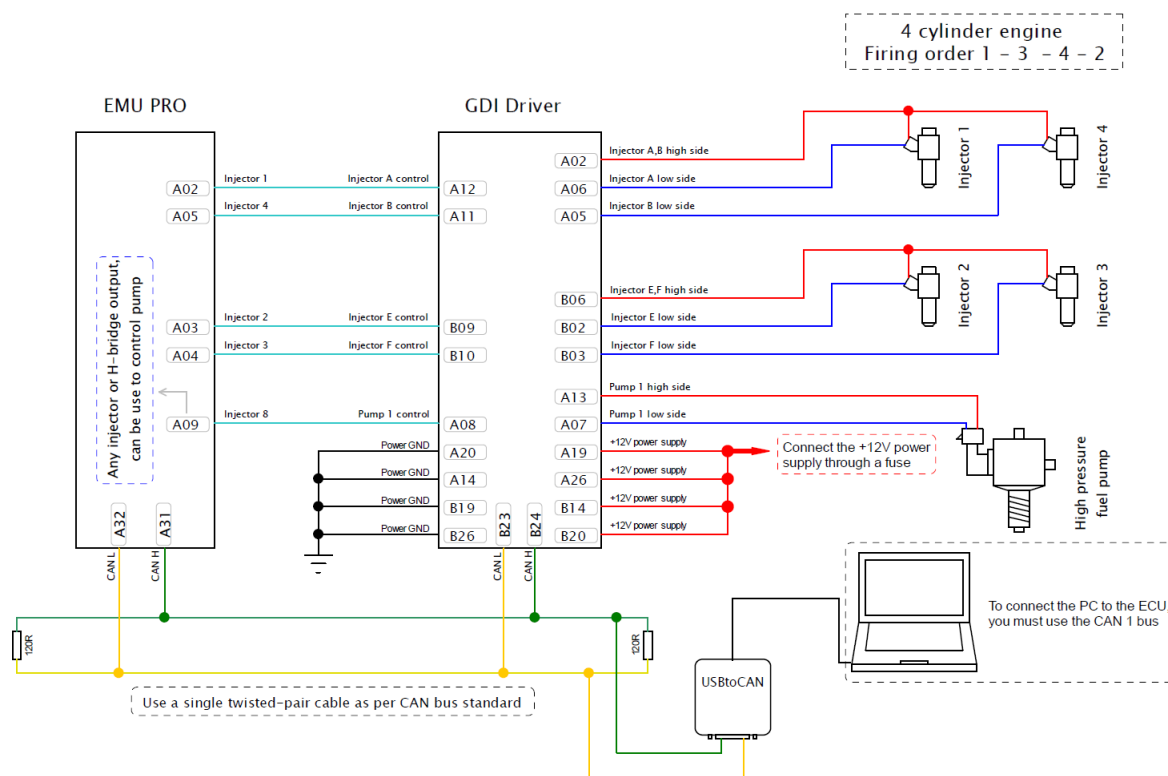 4 cylinder engine
Firing order 1 – 3 – 4 – 2
EMU PRO
GDI Driver
A02
Injector 1
Injector A control
A12
A05
Injector 4
Injector B control
A11
Any injector or H-bridge output,
can be use to control pump
A03
Injector 2
Injector E control
B09
A04
Injector 3
Injector F control
B10
A09
Injector 8
Pump 1 control
A08
Power GND
A20
Power GND
A14
Power GND
B19
Power GND
B26
A32
A31
B23
B24
CAN L
CAN H
CAN L
CAN H
A02
Injector A,B high side
A06
Injector A low side
A05
Injector B low side
Injector 1
Injector 4
B06
Injector E,F high side
B02
Injector E low side
B03
Injector F low side
Injector 2
Injector 3
A13
Pump 1 high side
A07
Pump 1 low side
A19
+12V power supply
A26
+12V power supply
B14
+12V power supply
B20
+12V power supply
Connect the +12V power
supply through a fuse
High pressure
fuel pump
120R
120R
Use a single twisted-pair cable as per CAN bus standard
USBtoCAN
To connect the PC to the ECU,
you must use the CAN 1 bus